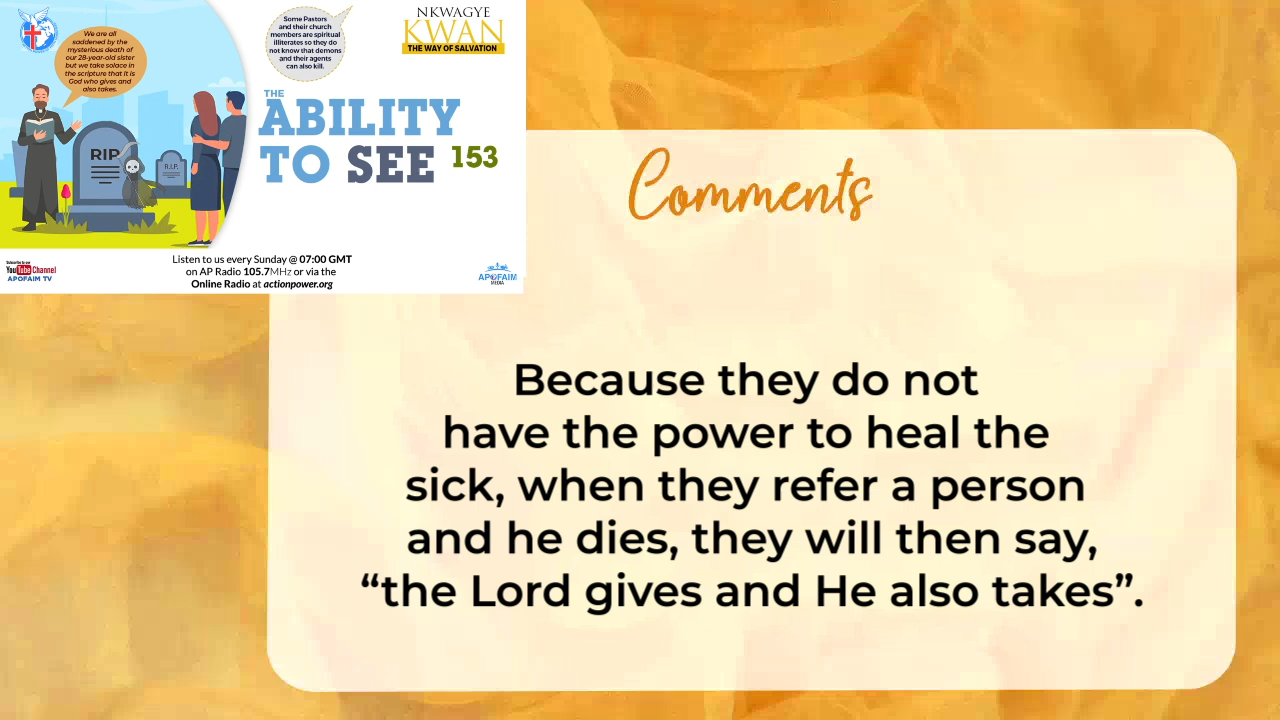 We are all
saddened by the
mysterious death of
our 28-year-old sister
but we take solace in
the scripture that it is
God who gives and
also takes.
RIP
R.I.P.
Some Pastors
and their church
members are spiritual
illiterates so they do
not know that demons
and their agents
can also kill.
NKWAGYE
KWAN
THE WAY OF SALVATION
THE
ABILITY
TO SEE 153
Listen to us every Sunday @ 07:00 GMT
on AP Radio 105.7MHz or via the
Online Radio at actionpower.org
YouTube Channel
APOFAIM TV
APOFAIM
MEDIA
Comments
Because they do not
have the power to heal the
sick, when they refer a person
and he dies, they will then say,
“the Lord gives and He also takes”.